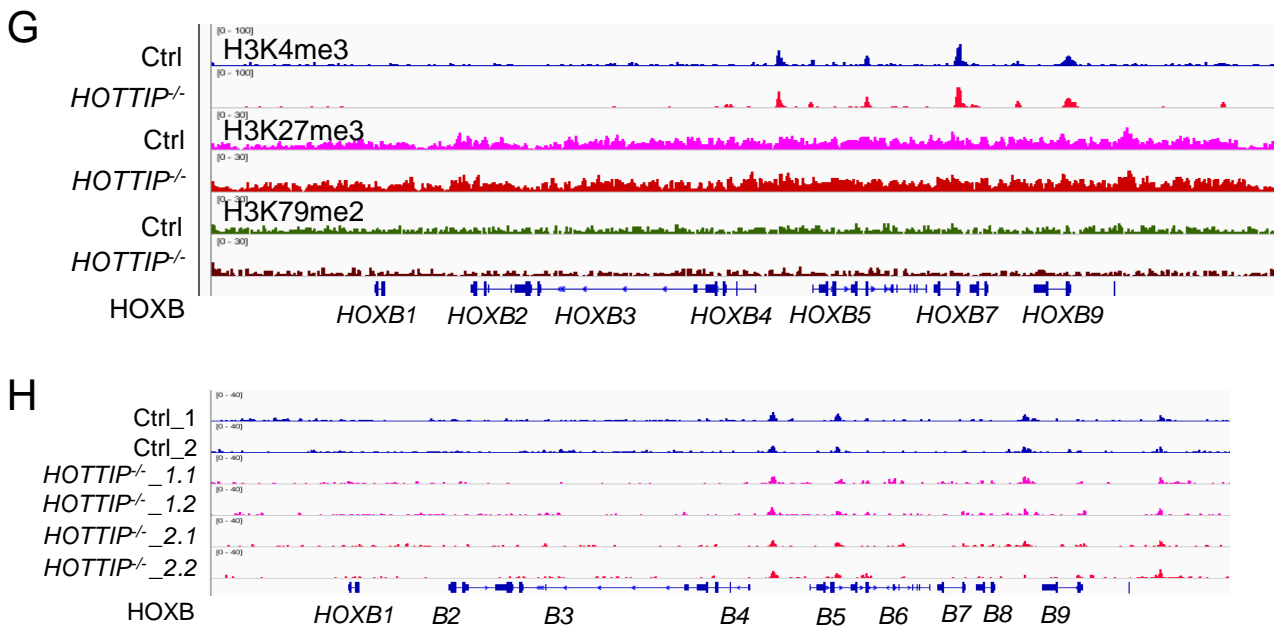 G
[0 - 100]
Ctrl H3K4me3
[0 - 100]
HOTTIP-/-
[0 - 30]
Ctrl H3K27me3
[0 - 30]
HOTTIP-/-
[0 - 30]
Ctrl H3K79me2
[0 - 30]
HOTTIP-/-
HOXB HOXB1 HOXB2 HOXB3 HOXB4 HOXB5 HOXB7 HOXB9
H
[0 - 40]
Ctrl_1
[0 - 40]
Ctrl_2
[0 - 40]
HOTTIP-/-_1.1
[0 - 40]
HOTTIP-/-_1.2
[0 - 40]
HOTTIP-/-_2.1
[0 - 40]
HOTTIP-/-_2.2
HOXB HOXB1 B2 B3 B4 B5 B6 B7 B8 B9